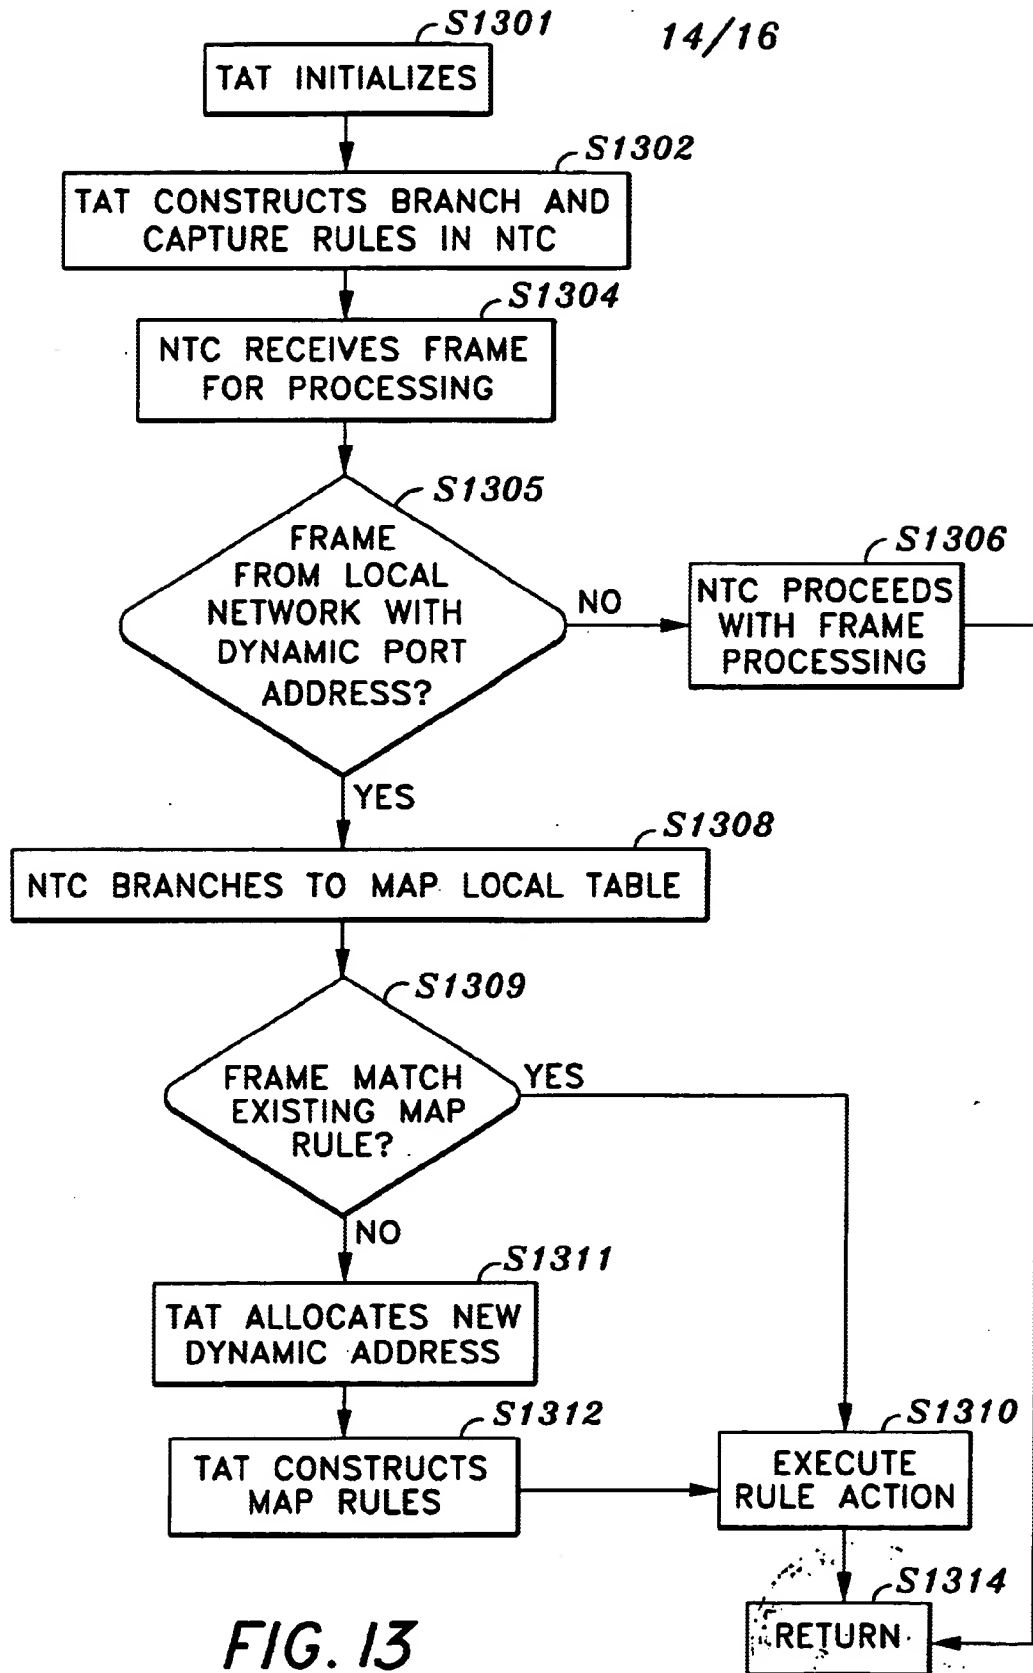 S1301
14/16
TAT INITIALIZES
S1302
TAT CONSTRUCTS BRANCH AND
CAPTURE RULES IN NTC
S1304
NTC RECEIVES FRAME
FOR PROCESSING
S1305
FRAME
FROM LOCAL
NETWORK WITH
DYNAMIC PORT
ADDRESS?
NO
S1306
NTC PROCEEDS
WITH FRAME
PROCESSING
YES
S1308
NTC BRANCHES TO MAP LOCAL TABLE
S1309
FRAME MATCH
EXISTING MAP
RULE?
YES
NO
S1311
TAT ALLOCATES NEW
DYNAMIC ADDRESS
S1312
TAT CONSTRUCTS
MAP RULES
S1310
EXECUTE
RULE ACTION
S1314
RETURN
FIG. 13